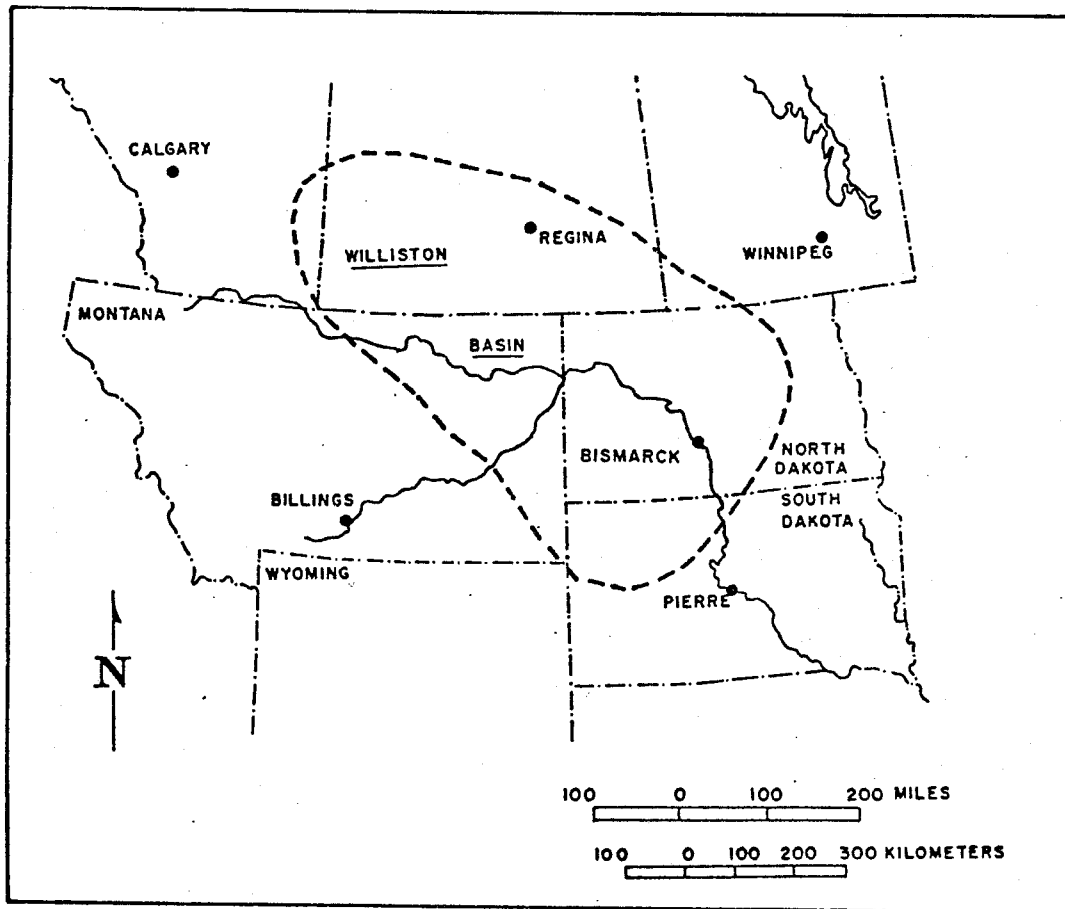 CALGARY
REGINA
WILLISTON
WINNIPEG
MONTANA
BASIN
BISMARCK
NORTH
DAKOTA
BILLINGS
SOUTH
DAKOTA
WYOMING
PIERRE
N
100 0 100 200 MILES
100 0 100 200 300 KILOMETERS